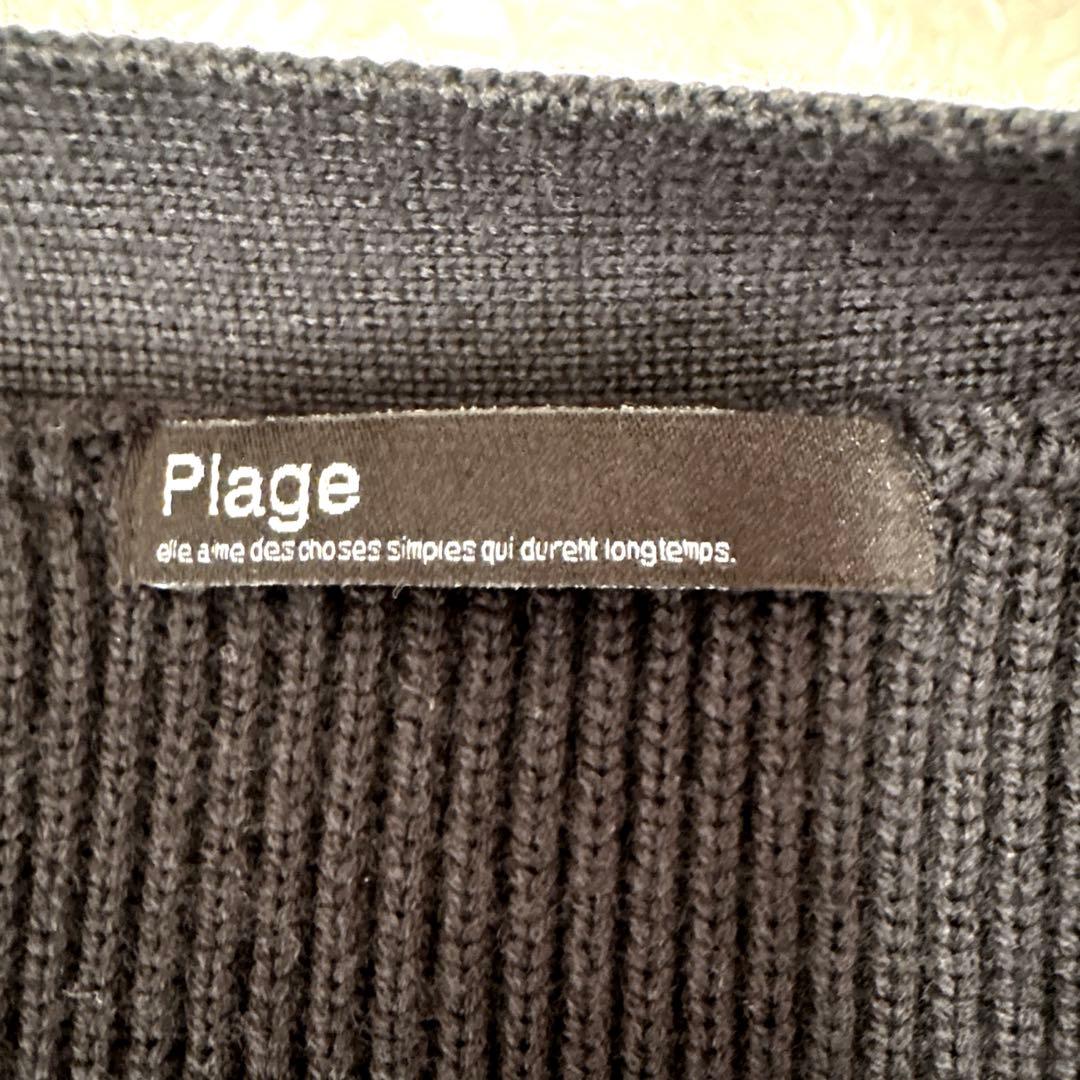 Plage
elle aime des choses simples qui durent longtemps.